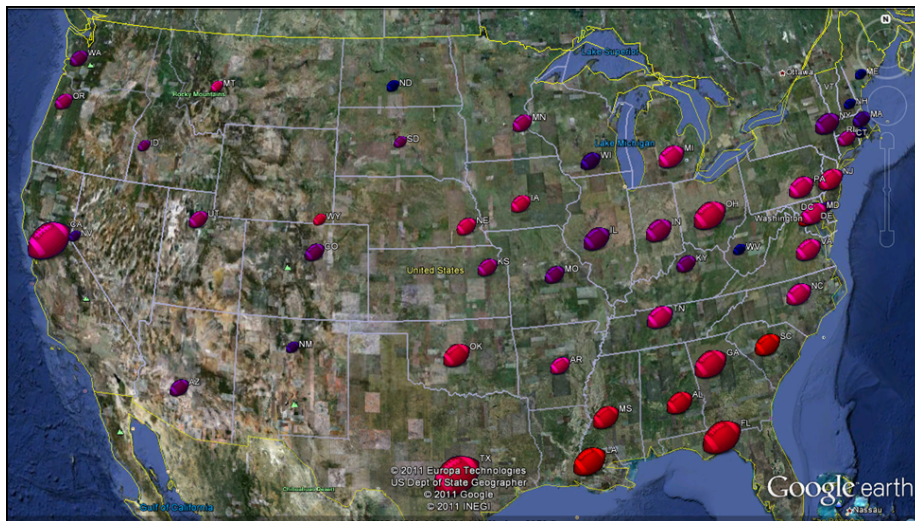 Lake Superior
N
WA
Ottawa
ME
MT
ND
VT
OR
Rocky Mountains
NH
MN
NY
MA
RI
CT
ID
SD
Lake Michigan
WI
MI
PA
NJ
IA
OH
DC
MD
UT
WY
NE
Washington
DE
CA
NV
IN
IL
CO
VA
WV
KY
KS
United States
MO
NC
TN
SC
NM
OK
GA
AR
AZ
AL
MS
FL
LA
TX
© 2011 Europa Technologies
US Dept of State Geographer
© 2011 Google
© 2011 INEGI
Chihuahuan Desert
Gulf of California
Google earth
Nassau